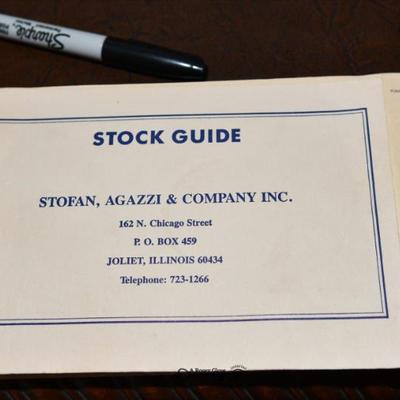 Sharpie
STOCK GUIDE
STOFAN, AGAZZI & COMPANY INC.
162 N. Chicago Street
P. O. BOX 459
JOLIET, ILLINOIS 60434
Telephone: 723-1266